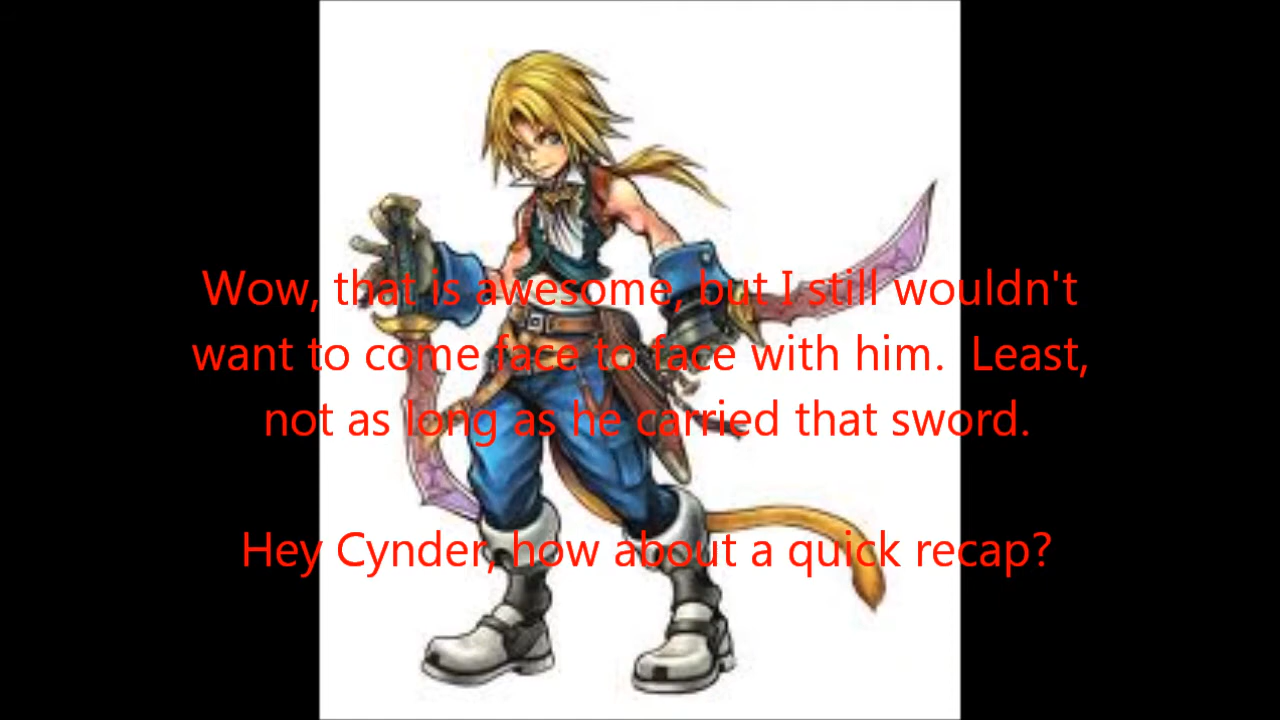 Wow, that is awesome, but I still wouldn't
want to come face to face with him.  Least,
not as long as he carried that sword.
Hey Cynder, how about a quick recap?